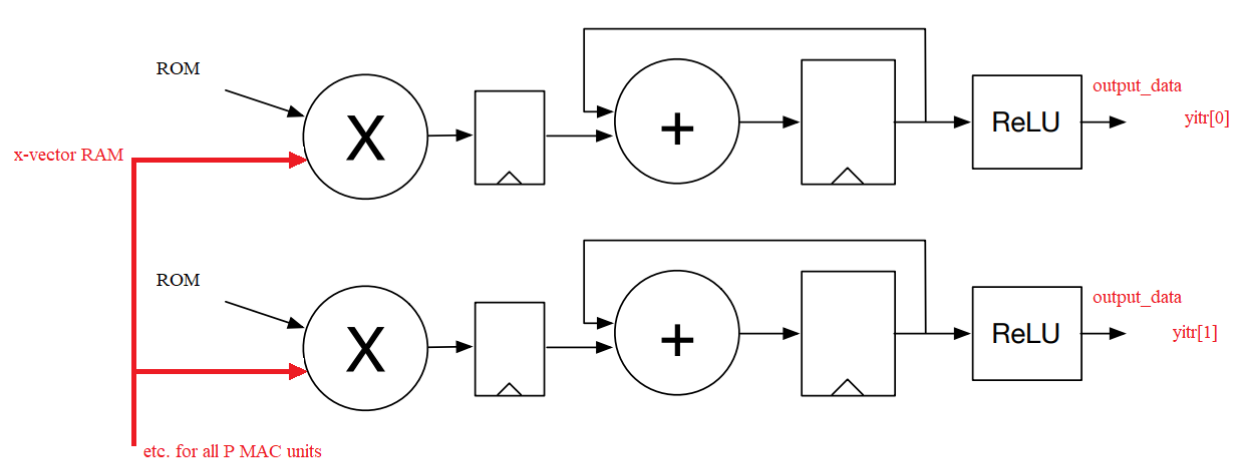 ROM
output_data
yitr[0]
X
+
ReLU
x-vector RAM
ROM
output_data
yitr[1]
X
+
ReLU
etc. for all P MAC units